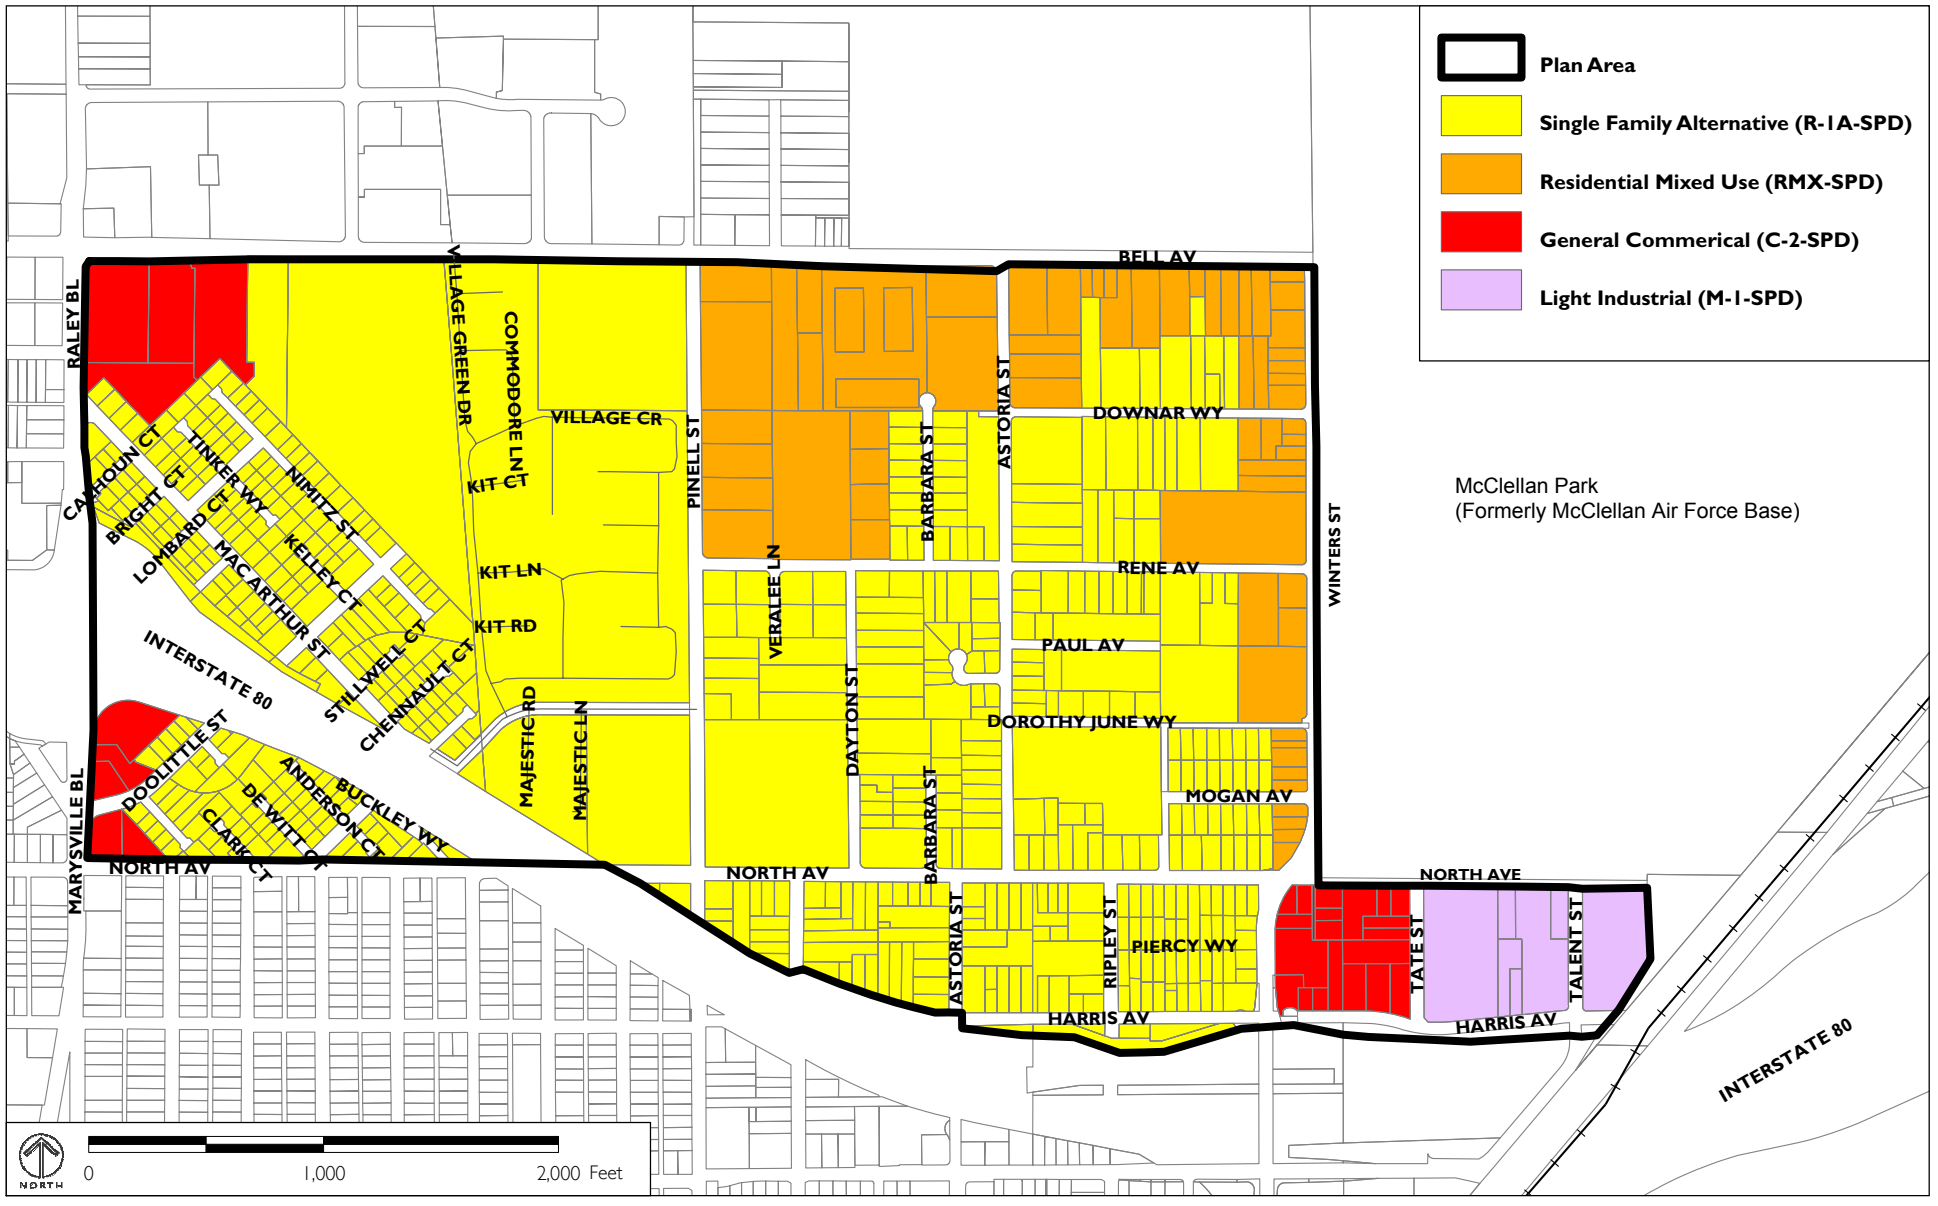 Plan Area
Single Family Alternative (R-1A-SPD)
Residential Mixed Use (RMX-SPD)
General Commerical (C-2-SPD)
Light Industrial (M-1-SPD)
BELL AV
RALEY BL
VILLAGE GREEN DR
COMMODORE LN
VILLAGE CR
PINELL ST
ASTORIA ST
DOWNAR WY
BARBARA ST
CALHOUN CT
TINKER WY
NIMITZ ST
BRIGHT CT
LOMBARD CT
KIT CT
McClellan Park
(Formerly McClellan Air Force Base)
MACARTHUR ST
KELLEY CT
KIT LN
VERALEE LN
RENE AV
WINTERS ST
KIT RD
PAUL AV
INTERSTATE 80
STILLWELL CT
CHENNAULT CT
MAJESTIC RD
MAJESTIC LN
DAYTON ST
DOROTHY JUNE WY
DOOLITTLE ST
MARYSVILLE BL
ANDERSON CT
BUCKLEY WY
DE WITT CT
CLARK CT
BARBARA ST
MOGAN AV
NORTH AV
NORTH AV
NORTH AVE
ASTORIA ST
RIPLEY ST
PIERCY WY
TATE ST
TALENT ST
HARRIS AV
HARRIS AV
INTERSTATE 80
NORTH
0 1,000 2,000 Feet